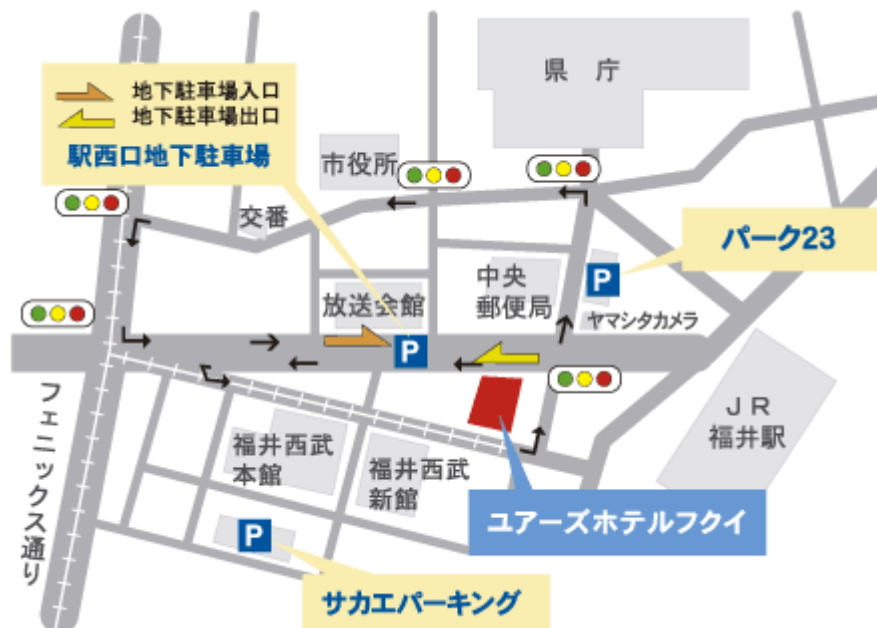 県 庁
地下駐車場入口
地下駐車場出口
駅西口地下駐車場
市役所
交番
パーク23
P
中央
郵便局
放送会館
ヤマシタカメラ
P
JR
福井駅
フェニックス通り
福井西武
本館
福井西武
新館
ユアーズホテルフクイ
P
サカエパーキング